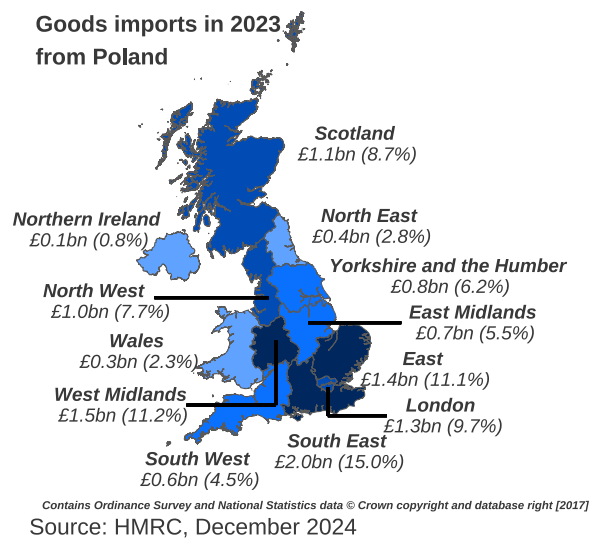 Goods imports in 2023
from Poland
Scotland
£1.1bn (8.7%)
Northern Ireland
£0.1bn (0.8%)
North East
£0.4bn (2.8%)
Yorkshire and the Humber
£0.8bn (6.2%)
North West
£1.0bn (7.7%)
East Midlands
£0.7bn (5.5%)
Wales
£0.3bn (2.3%)
East
£1.4bn (11.1%)
West Midlands
£1.5bn (11.2%)
London
£1.3bn (9.7%)
South East
£2.0bn (15.0%)
South West
£0.6bn (4.5%)
Contains Ordinance Survey and National Statistics data © Crown copyright and database right [2017]
Source: HMRC, December 2024